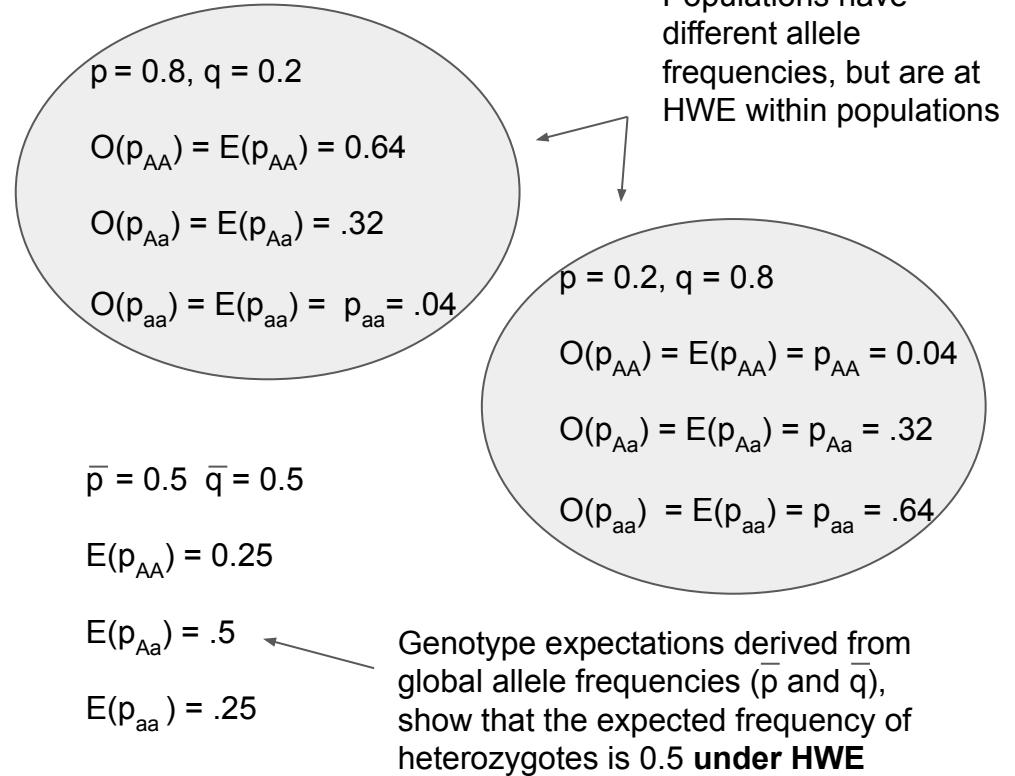 Populations have
different allele
frequencies, but are at
HWE within populations
p = 0.8, q = 0.2
O(pAA) = E(pAA) = 0.64
O(pAa) = E(pAa) = .32
O(paa) = E(paa) = paa= .04
p = 0.2, q = 0.8
O(pAA) = E(pAA) = pAA = 0.04
O(pAa) = E(pAa) = pAa = .32
O(paa) = E(paa) = paa = .64
p̅ = 0.5 q̅ = 0.5
E(pAA) = 0.25
E(pAa) = .5
E(paa ) = .25
Genotype expectations derived from
global allele frequencies (p̅ and q̅),
show that the expected frequency of
heterozygotes is 0.5 under HWE